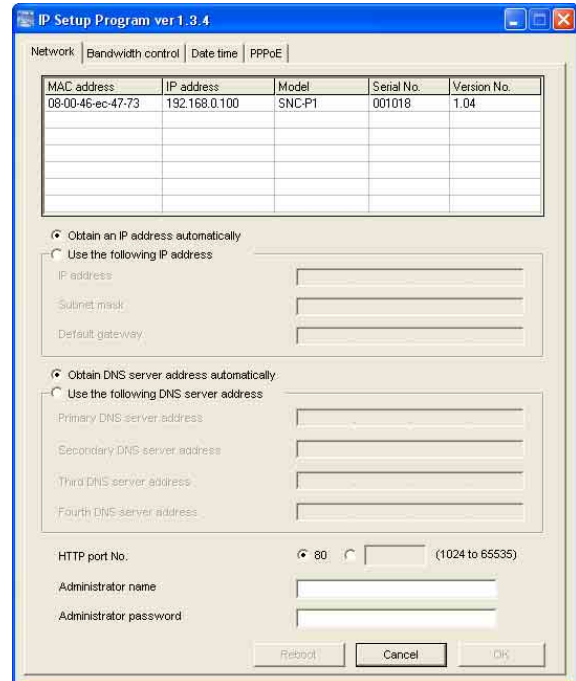 IP Setup Program ver1.3.4
Network Bandwidth control Date time PPPoE
MAC address IP address Model Serial No. Version No.
08-00-46-ec-47-73 192.168.0.100 SNC-P1 001018 1.04
Obtain an IP address automatically
Use the following IP address
IP address
Subnet mask
Default gateway
Obtain DNS server address automatically
Use the following DNS server address
Primary DNS server address
Secondary DNS server address
Third DNS server address
Fourth DNS server address
HTTP port No. 80 (1024 to 65535)
Administrator name
Administrator password
Reboot Cancel OK